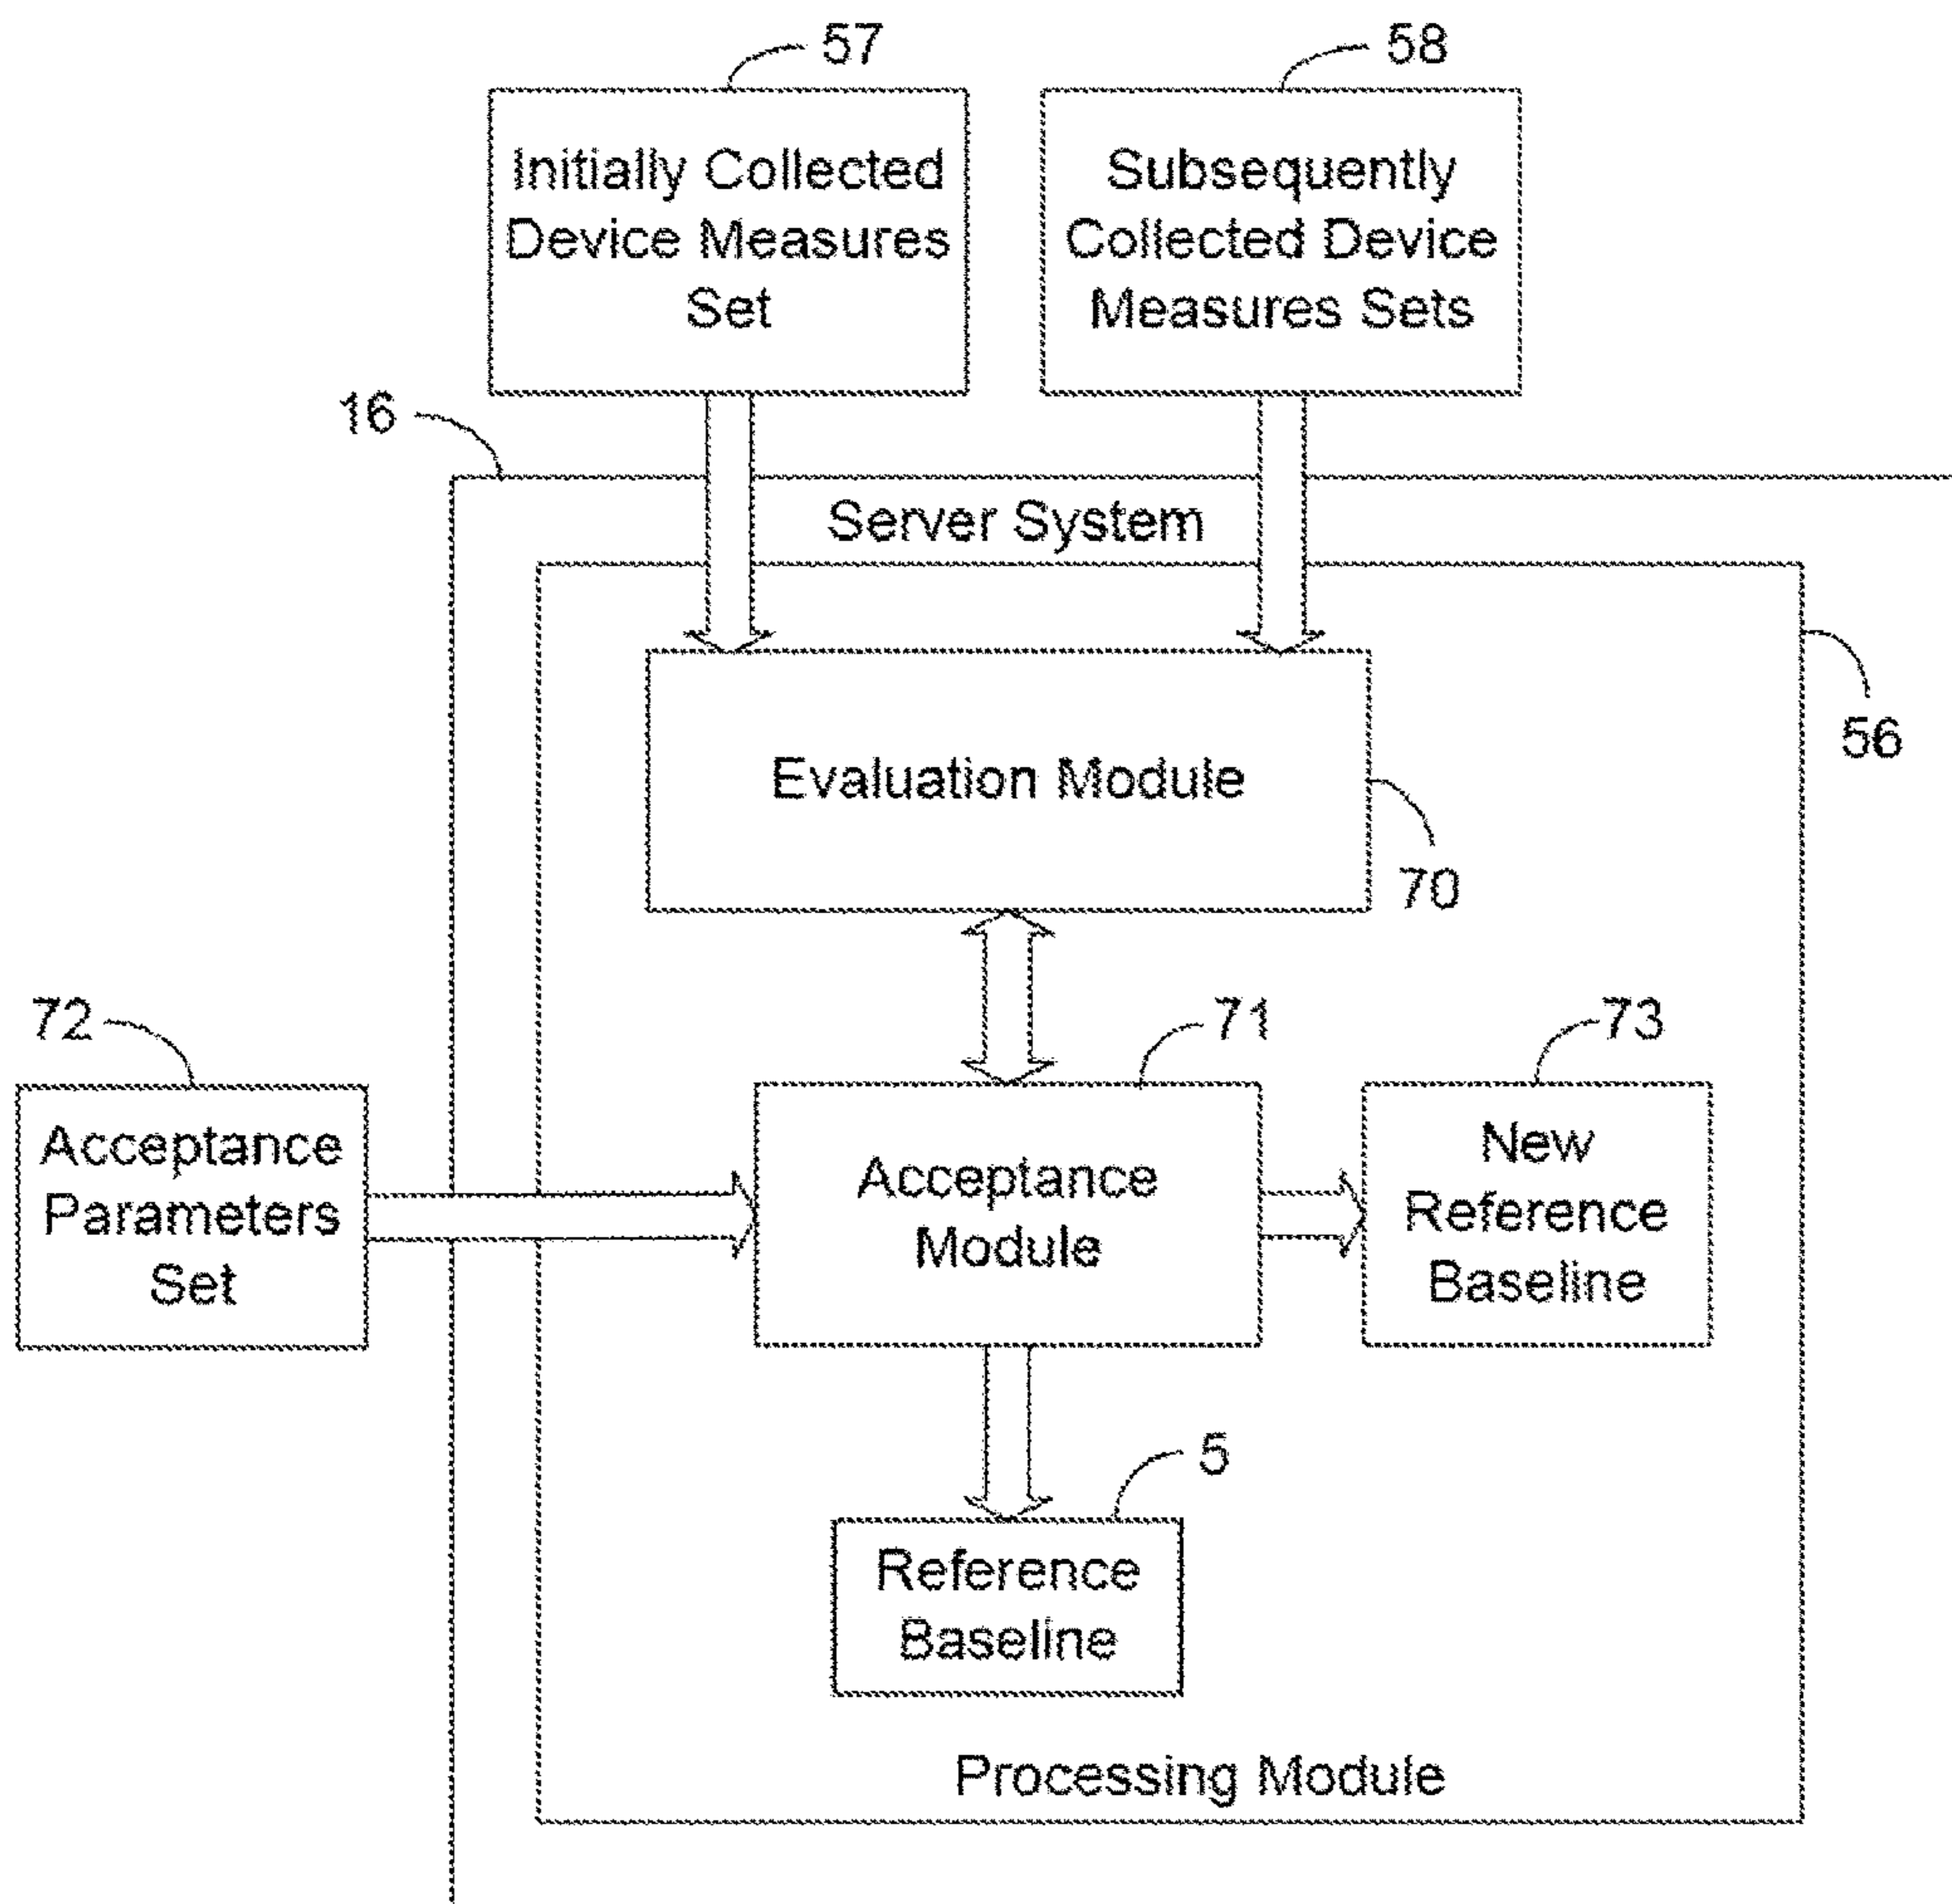 57
58
Initially Collected
Device Measures
Set
Subsequently
Collected Device
Measures Sets
16
Server System
56
Evaluation Module
70
72
71
73
Acceptance
Parameters
Set
Acceptance
Module
New
Reference
Baseline
5
Reference
Baseline
Processing Module